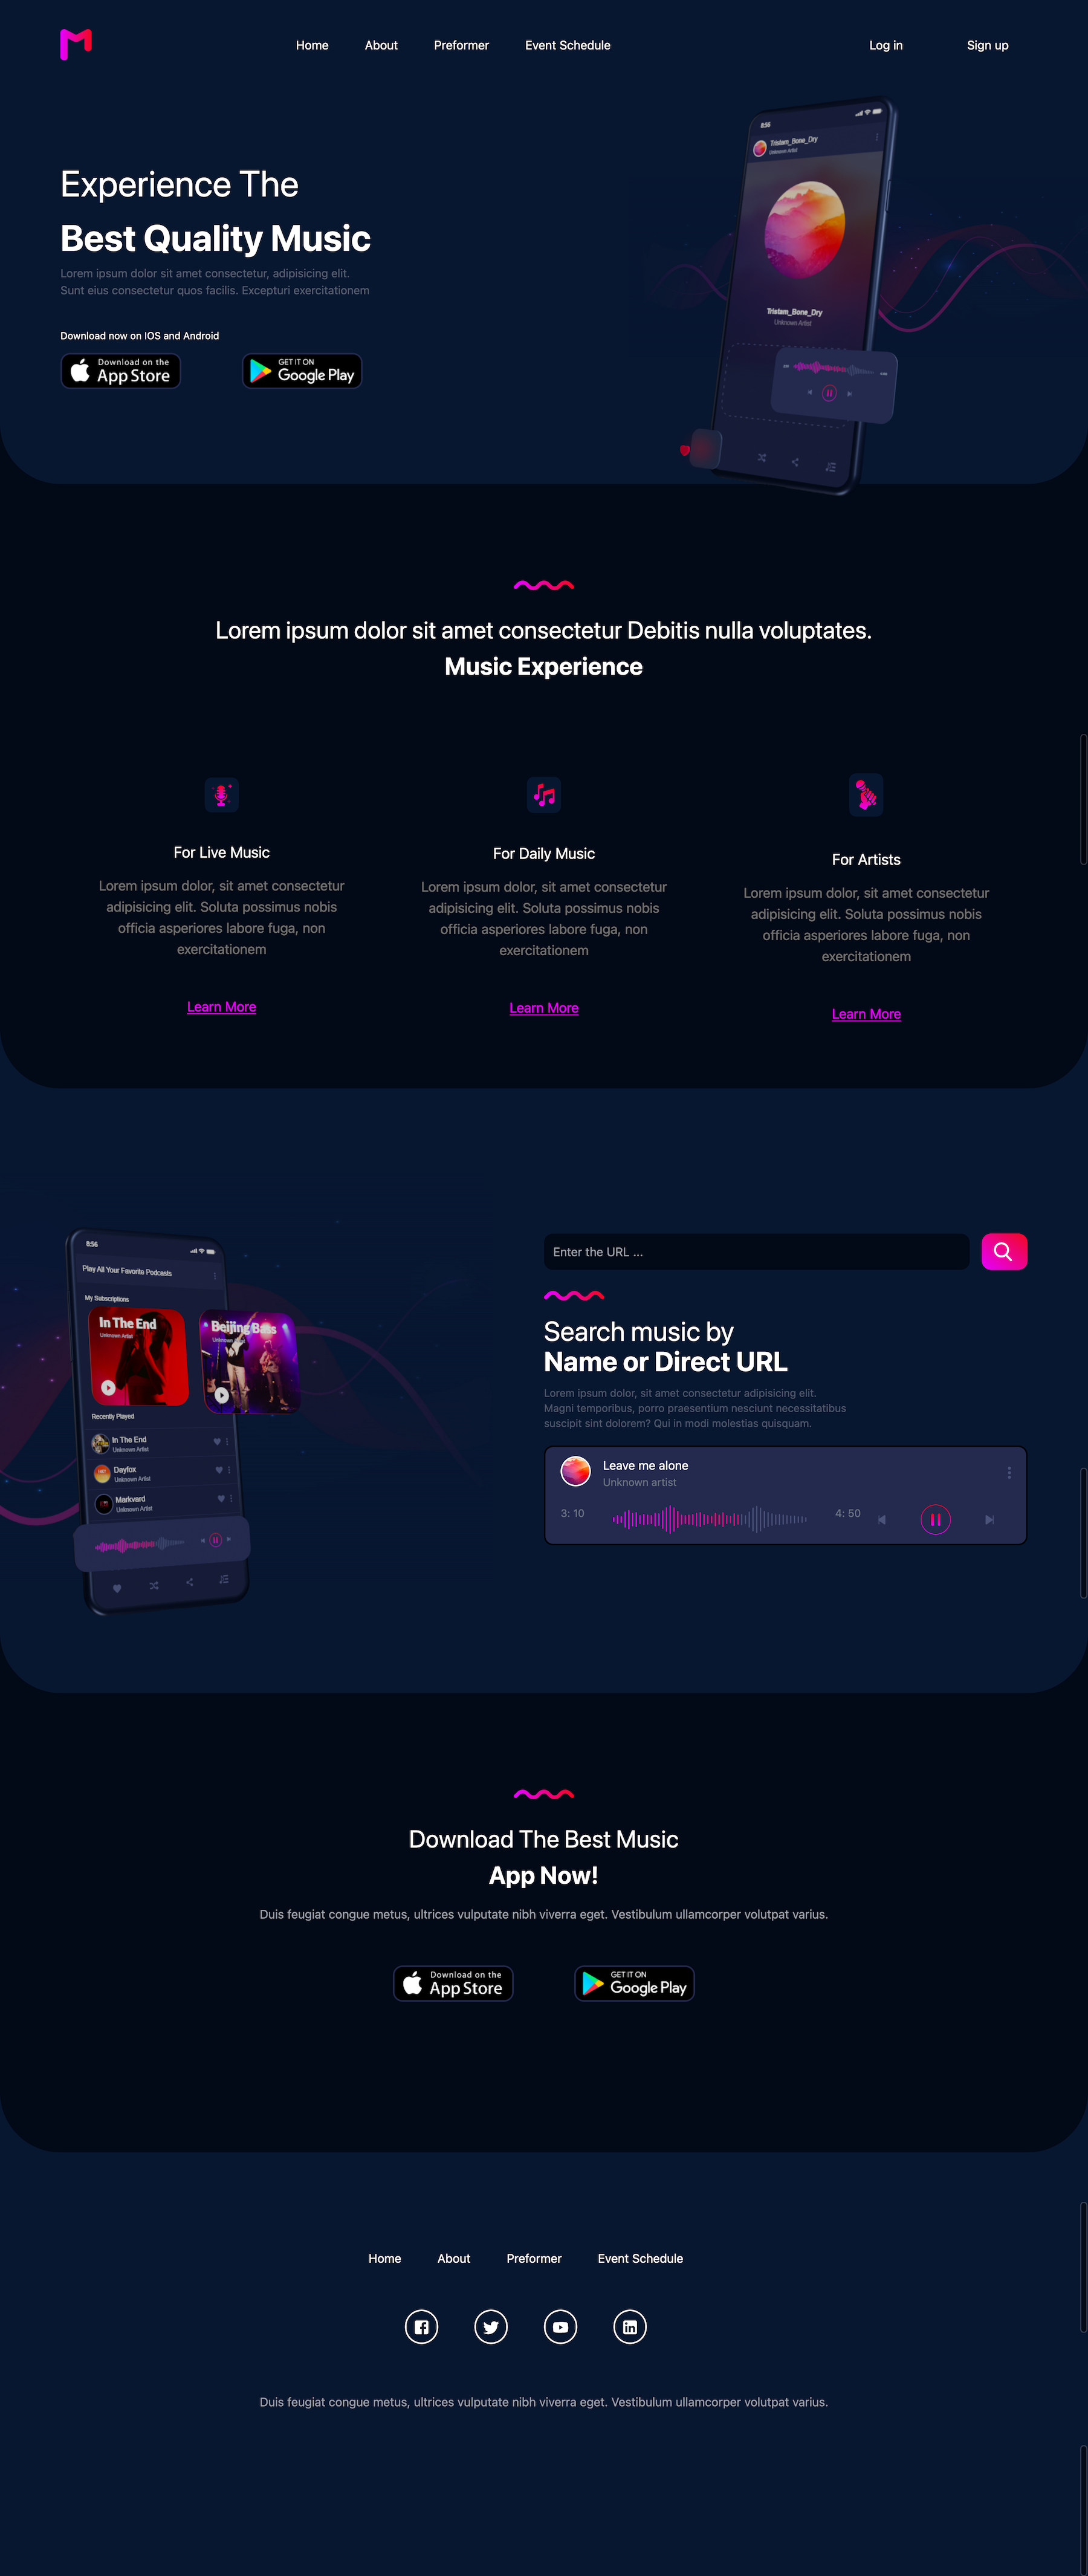 Home About Preformer Event Schedule Log in Sign up
Experience The
Best Quality Music
Lorem ipsum dolor sit amet consectetur, adipisicing elit.
Sunt eius consectetur quos facilis. Excepturi exercitationem
Download now on IOS and Android
Download on the
App Store
GET IT ON
Google Play
8:56
Tristam_Bone_Dry
Unknown Artist
Tristam_Bone_Dry
Unknown Artist
Lorem ipsum dolor sit amet consectetur Debitis nulla voluptates.
Music Experience
For Live Music
Lorem ipsum dolor, sit amet consectetur
adipisicing elit. Soluta possimus nobis
officia asperiores labore fuga, non
exercitationem
Learn More
For Daily Music
Lorem ipsum dolor, sit amet consectetur
adipisicing elit. Soluta possimus nobis
officia asperiores labore fuga, non
exercitationem
Learn More
For Artists
Lorem ipsum dolor, sit amet consectetur
adipisicing elit. Soluta possimus nobis
officia asperiores labore fuga, non
exercitationem
Learn More
8:56
Play All Your Favorite Podcasts
My Subscriptions
In The End
Unknown Artist
Beijing Bass
Unknown Artist
Recently Played
In The End
Unknown Artist
Dayfox
Unknown Artist
Markvard
Unknown Artist
Enter the URL ...
Search music by
Name or Direct URL
Lorem ipsum dolor, sit amet consectetur adipisicing elit.
Magni temporibus, porro praesentium nesciunt necessitatibus
suscipit sint dolorem? Qui in modi molestias quisquam.
Leave me alone
Unknown artist
3: 10
4: 50
Download The Best Music
App Now!
Duis feugiat congue metus, ultrices vulputate nibh viverra eget. Vestibulum ullamcorper volutpat varius.
Download on the
App Store
GET IT ON
Google Play
Home About Preformer Event Schedule
Duis feugiat congue metus, ultrices vulputate nibh viverra eget. Vestibulum ullamcorper volutpat varius.